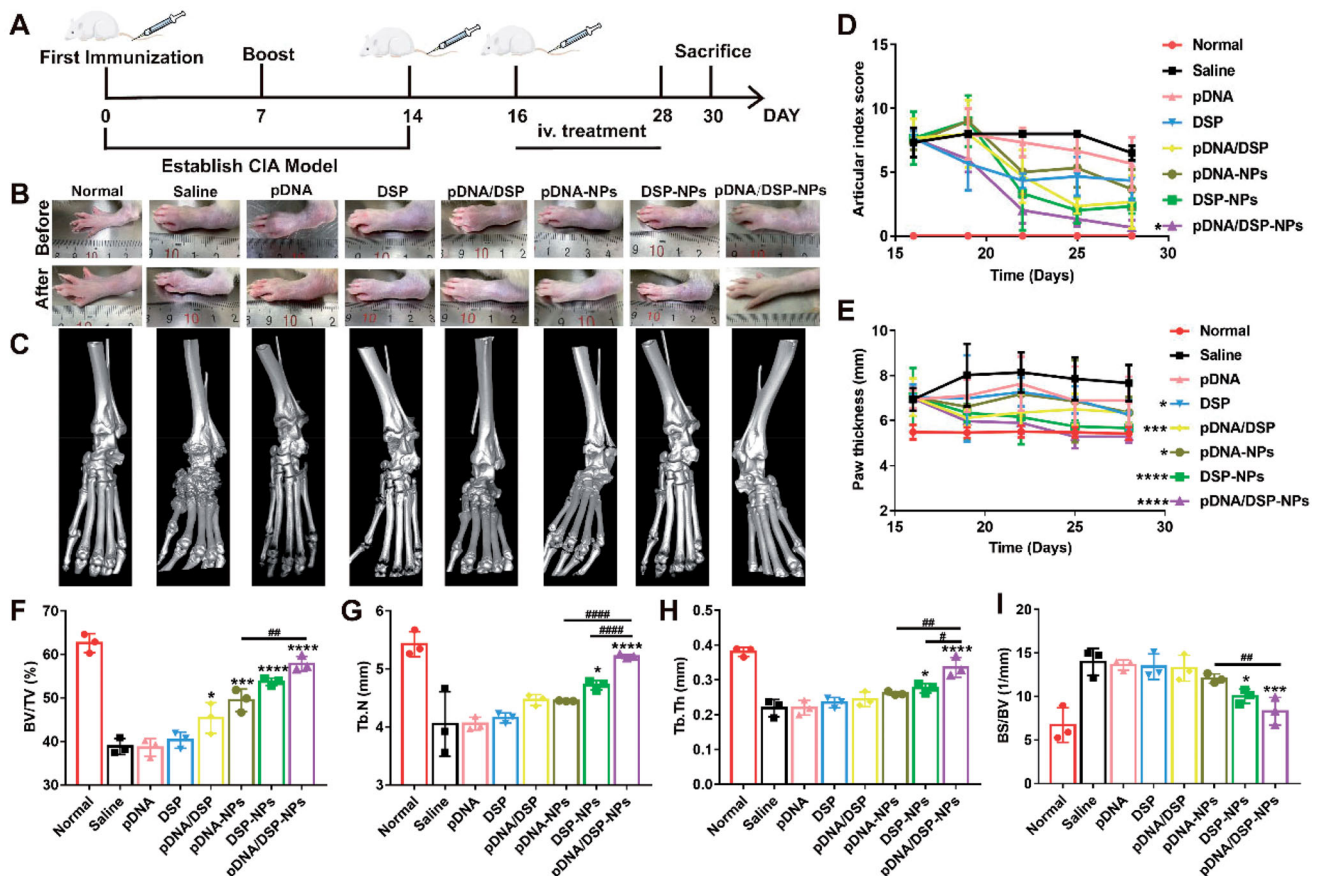 A
First Immunization
Boost
Sacrifice
0
7
14
16
28
30
DAY
iv. treatment
Establish CIA Model
B
Normal
Saline
pDNA
DSP
pDNA/DSP
pDNA-NPs
DSP-NPs
pDNA/DSP-NPs
Before
After
C
D
Articular index score
15
10
5
0
15
20
25
30
Time (Days)
Normal
Saline
pDNA
DSP
pDNA/DSP
pDNA-NPs
DSP-NPs
* pDNA/DSP-NPs
E
Paw thickness (mm)
10
8
6
4
2
15
20
25
30
Time (Days)
Normal
Saline
pDNA
* DSP
*** pDNA/DSP
* pDNA-NPs
**** DSP-NPs
**** pDNA/DSP-NPs
F
BV/TV (%)
70
60
50
40
30
*
***
****
****
##
Normal
Saline
pDNA
DSP
pDNA/DSP
pDNA-NPs
DSP-NPs
pDNA/DSP-NPs
G
Tb.N (mm)
6
5
4
3
####
####
*
****
Normal
Saline
pDNA
DSP
pDNA/DSP
pDNA-NPs
DSP-NPs
pDNA/DSP-NPs
H
Tb.Th (mm)
0.5
0.4
0.3
0.2
0.1
0.0
##
#
*
****
Normal
Saline
pDNA
DSP
pDNA/DSP
pDNA-NPs
DSP-NPs
pDNA/DSP-NPs
I
BS/BV (1/mm)
20
15
10
5
0
##
*
***
Normal
Saline
pDNA
DSP
pDNA/DSP
pDNA-NPs
DSP-NPs
pDNA/DSP-NPs